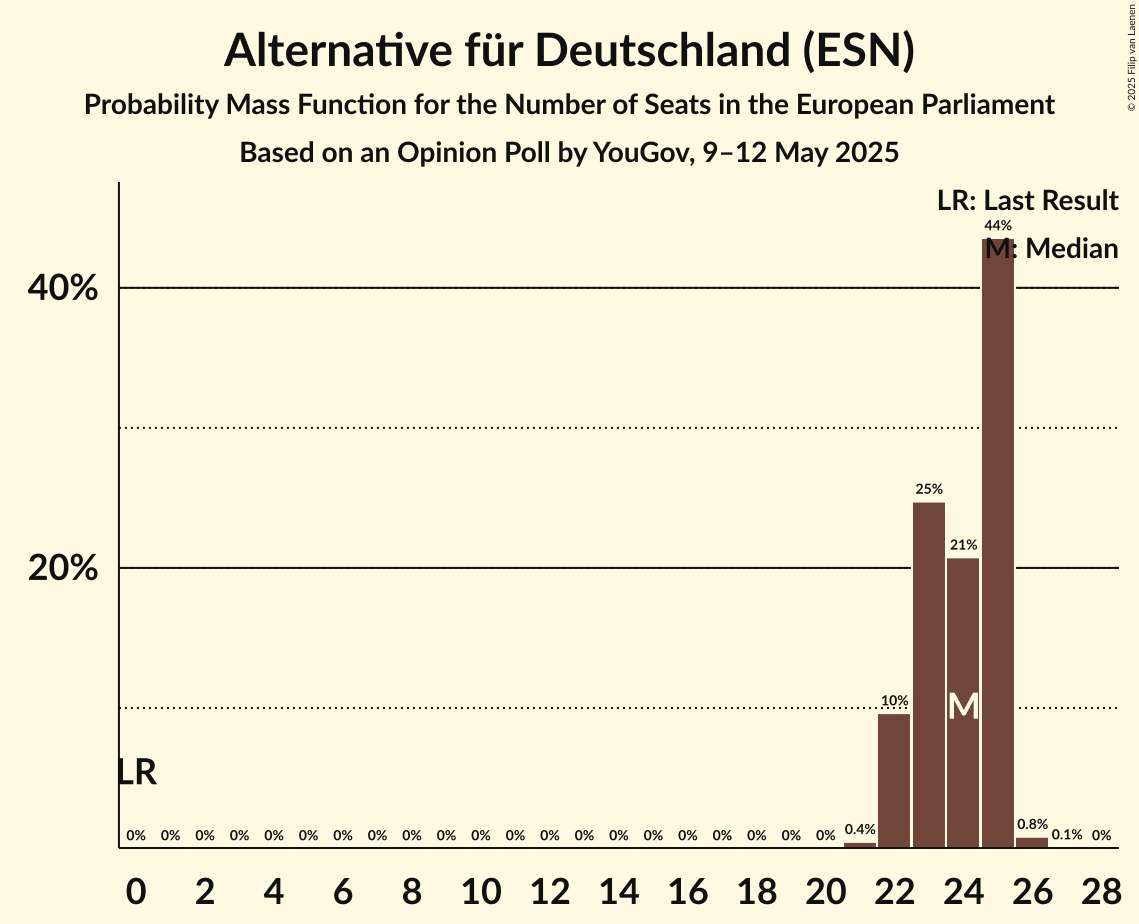 Alternative für Deutschland (ESN)
Probability Mass Function for the Number of Seats in the European Parliament
Based on an Opinion Poll by YouGov, 9–12 May 2025
© 2025 Filip van Laenen
LR: Last Result
M: Median
44%
40%
25%
21%
20%
10%
M
LR
0% 0% 0% 0% 0% 0% 0% 0% 0% 0% 0% 0% 0% 0% 0% 0% 0% 0% 0% 0% 0% 0.4% 0.8% 0.1% 0%
0 2 4 6 8 10 12 14 16 18 20 22 24 26 28